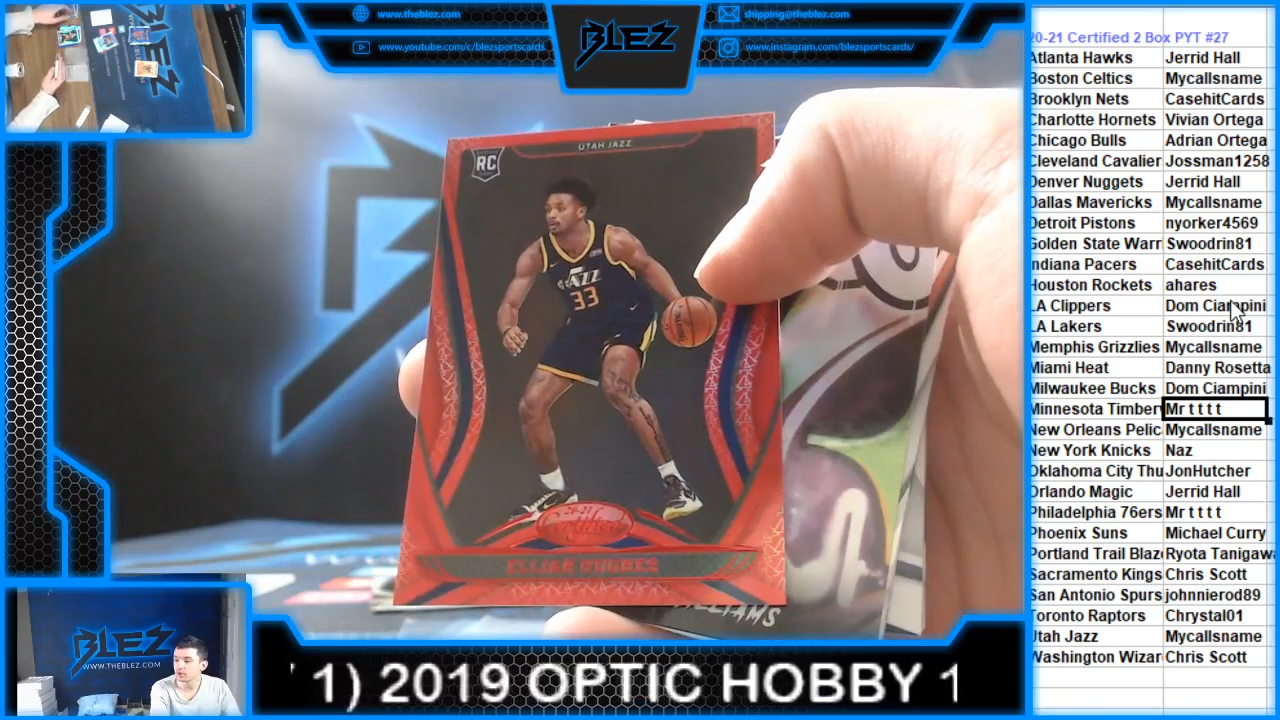 www.theblez.com
www.youtube.com/c/blezsportscards
BLEZ
shipping@theblez.com
www.instagram.com/blezsportscards/
UTAH JAZZ
RC
JAZZ
33
20-21
Certified
ELIJAH HUGHES
WILLIAMS
BLEZ
WWW.THEBLEZ.COM
1) 2019 OPTIC HOBBY 1
20-21 Certified 2 Box PYT #27
Atlanta Hawks Jerrid Hall
Boston Celtics Mycallsname
Brooklyn Nets CasehitCards
Charlotte Hornets Vivian Ortega
Chicago Bulls Adrian Ortega
Cleveland Cavalier Jossman1258
Denver Nuggets Jerrid Hall
Dallas Mavericks Mycallsname
Detroit Pistons nyorker4569
Golden State Warr Swoodrin81
Indiana Pacers CasehitCards
Houston Rockets ahares
LA Clippers Dom Ciampini
LA Lakers Swoodrin81
Memphis Grizzlies Mycallsname
Miami Heat Danny Rosetta
Milwaukee Bucks Dom Ciampini
Minnesota Timber Mr t t t t
New Orleans Pelic Mycallsname
New York Knicks Naz
Oklahoma City Thu JonHutcher
Orlando Magic Jerrid Hall
Philadelphia 76ers Mr t t t t
Phoenix Suns Michael Curry
Portland Trail Blaz Ryota Tanigaw
Sacramento Kings Chris Scott
San Antonio Spurs johnnierod89
Toronto Raptors Chrystal01
Utah Jazz Mycallsname
Washington Wizar Chris Scott